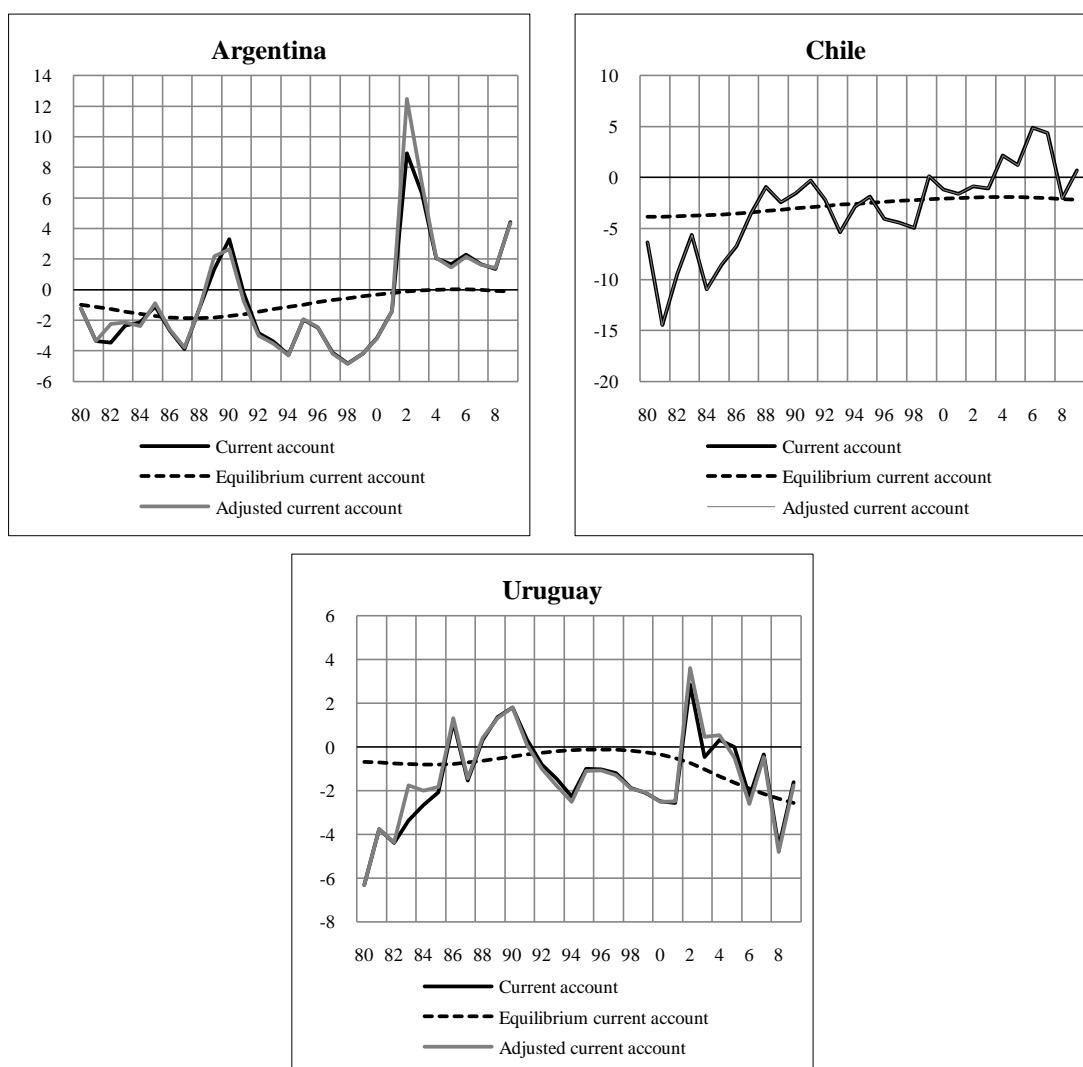 Argentina
14
12
10
8
6
4
2
0
-2
-4
-6
80 82 84 86 88 90 92 94 96 98 0 2 4 6 8
Current account
Equilibrium current account
Adjusted current account
Chile
10
5
0
-5
-10
-15
-20
80 82 84 86 88 90 92 94 96 98 0 2 4 6 8
Current account
Equilibrium current account
Adjusted current account
Uruguay
6
4
2
0
-2
-4
-6
-8
80 82 84 86 88 90 92 94 96 98 0 2 4 6 8
Current account
Equilibrium current account
Adjusted current account